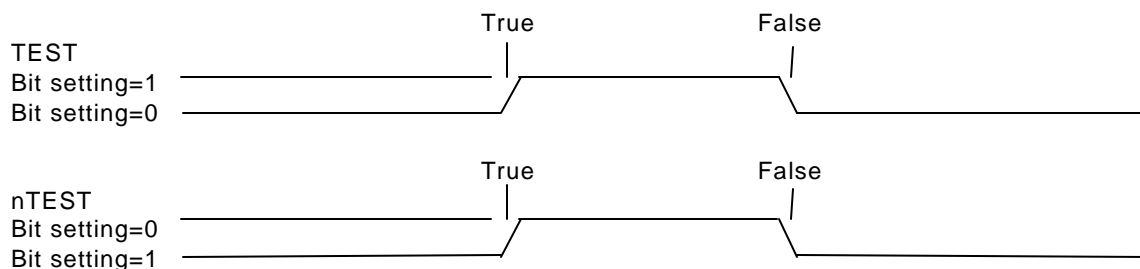 True False
TEST
Bit setting=1
Bit setting=0
True False
nTEST
Bit setting=0
Bit setting=1